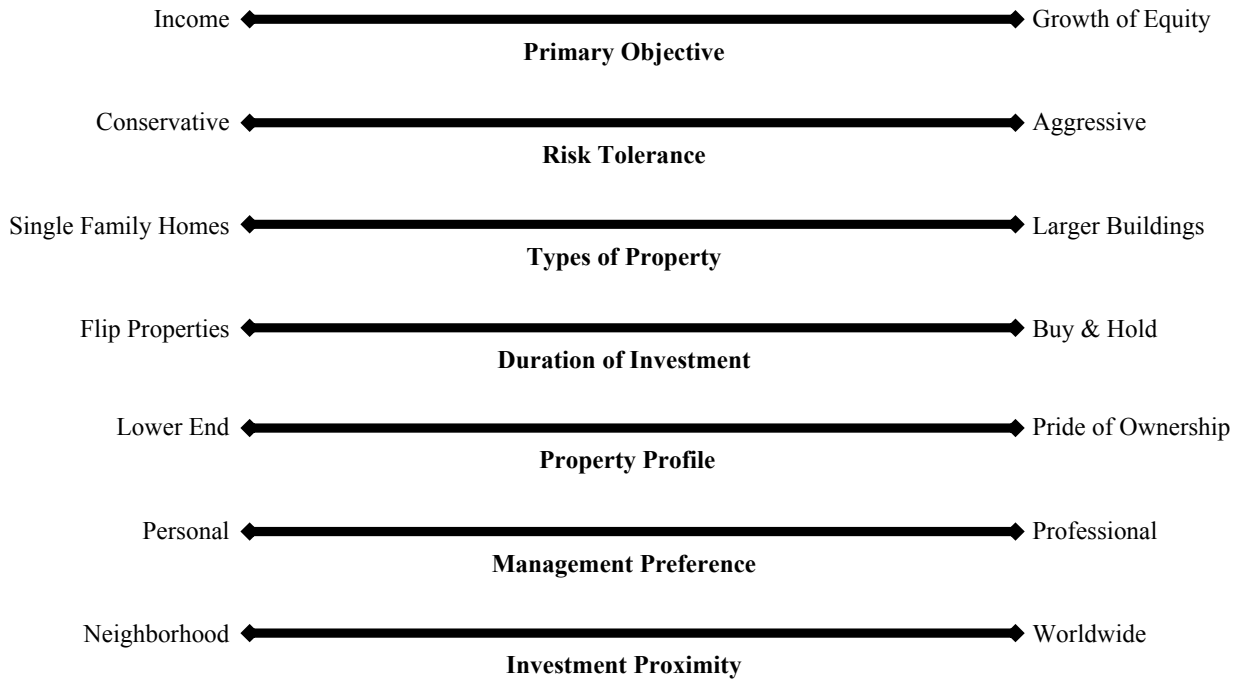 Income Growth of Equity
Primary Objective
Conservative Aggressive
Risk Tolerance
Single Family Homes Larger Buildings
Types of Property
Flip Properties Buy & Hold
Duration of Investment
Lower End Pride of Ownership
Property Profile
Personal Professional
Management Preference
Neighborhood Worldwide
Investment Proximity